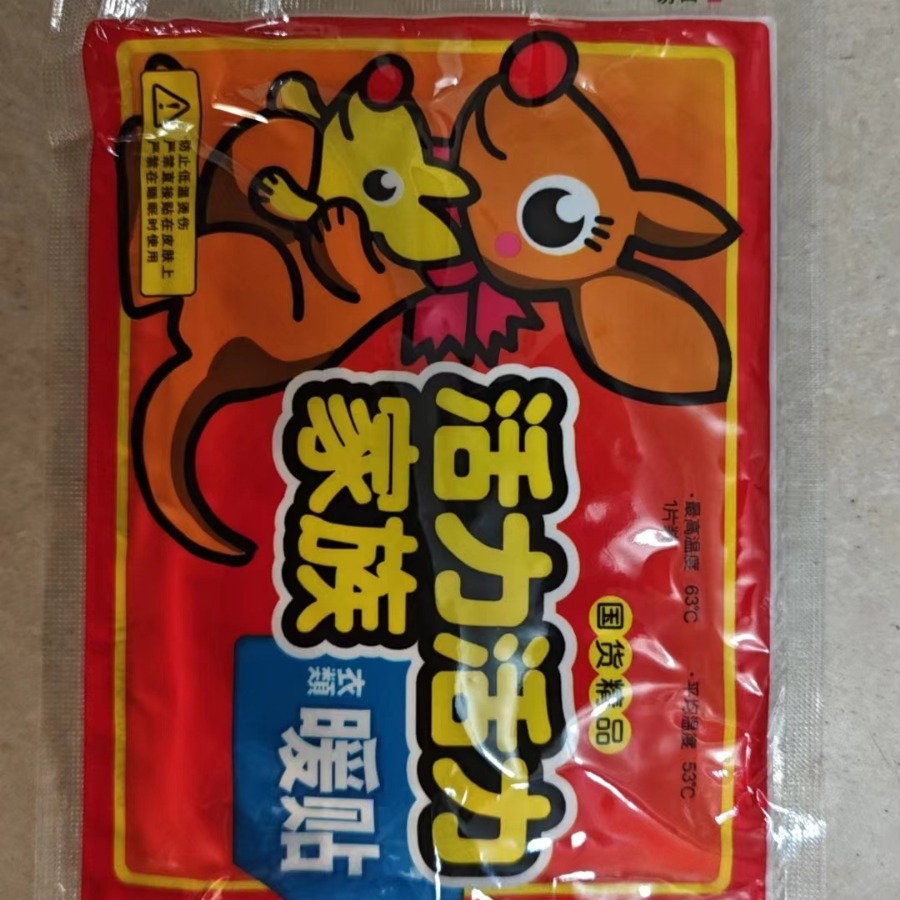 ·最高温度 63℃ ·平均温度 53℃
1片
国货精品
活力活力
家族
衣類
暖贴
防止低温烫伤
严禁直接贴在皮肤上
严禁在睡眠时使用